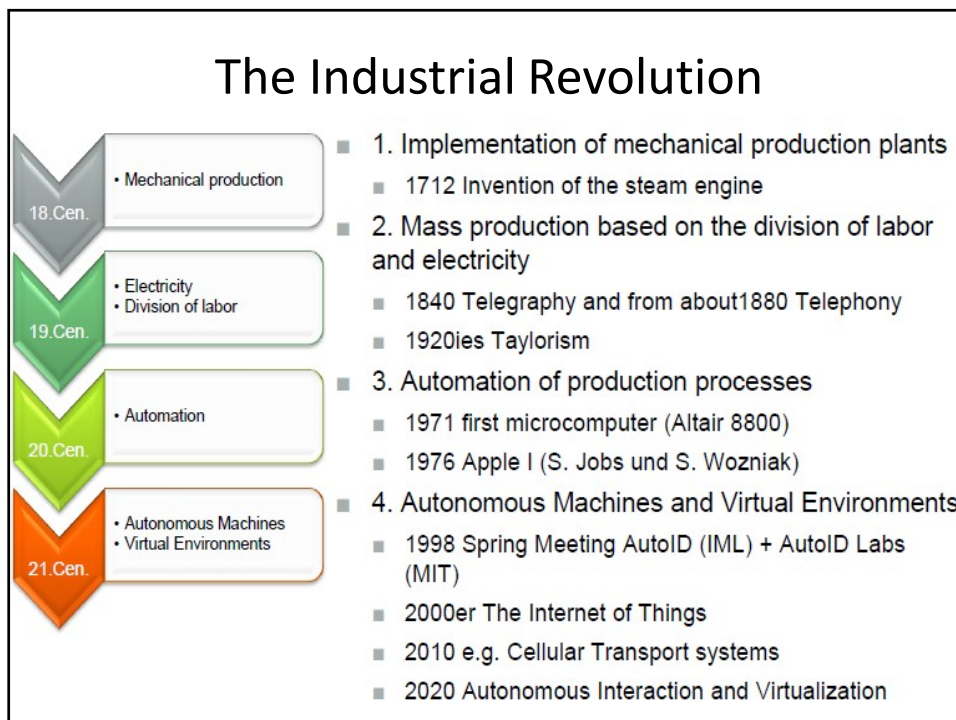 The Industrial Revolution
18.Cen.
• Mechanical production
19.Cen.
• Electricity
• Division of labor
20.Cen.
• Automation
21.Cen.
• Autonomous Machines
• Virtual Environments
1. Implementation of mechanical production plants
1712 Invention of the steam engine
2. Mass production based on the division of labor
and electricity
1840 Telegraphy and from about1880 Telephony
1920ies Taylorism
3. Automation of production processes
1971 first microcomputer (Altair 8800)
1976 Apple I (S. Jobs und S. Wozniak)
4. Autonomous Machines and Virtual Environments
1998 Spring Meeting AutoID (IML) + AutoID Labs
(MIT)
2000er The Internet of Things
2010 e.g. Cellular Transport systems
2020 Autonomous Interaction and Virtualization